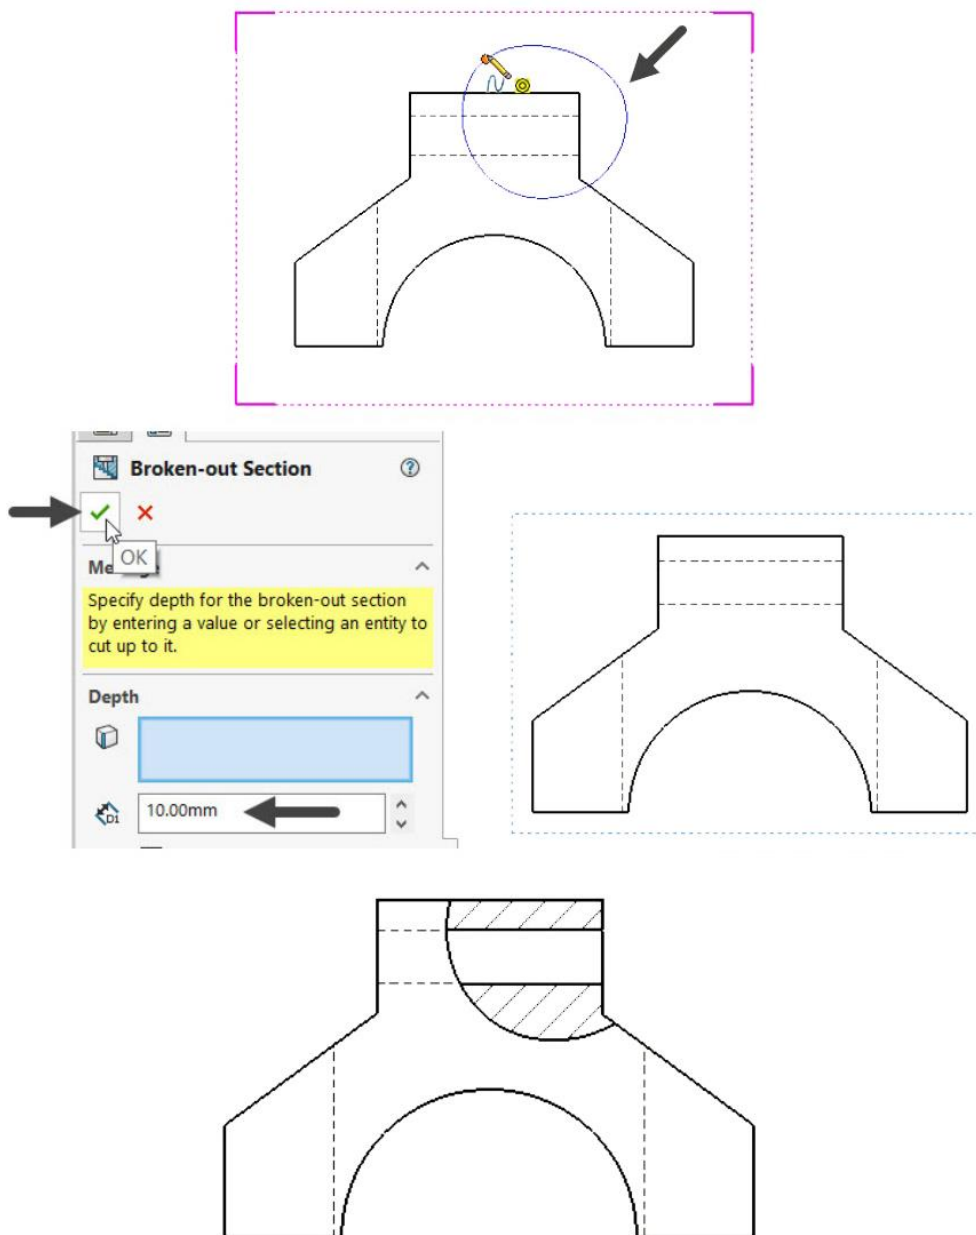 Broken-out Section
OK
Specify depth for the broken-out section
by entering a value or selecting an entity to
cut up to it.
Depth
D1
10.00mm